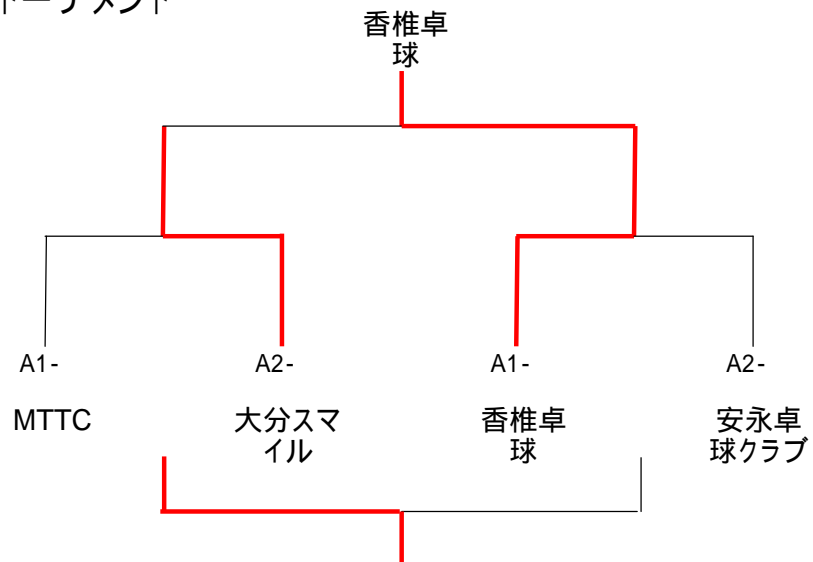 トーナメント
香椎卓
球
A1-
A2-
A1-
A2-
MTTC
大分スマ
イル
香椎卓
球
安永卓
球クラブ